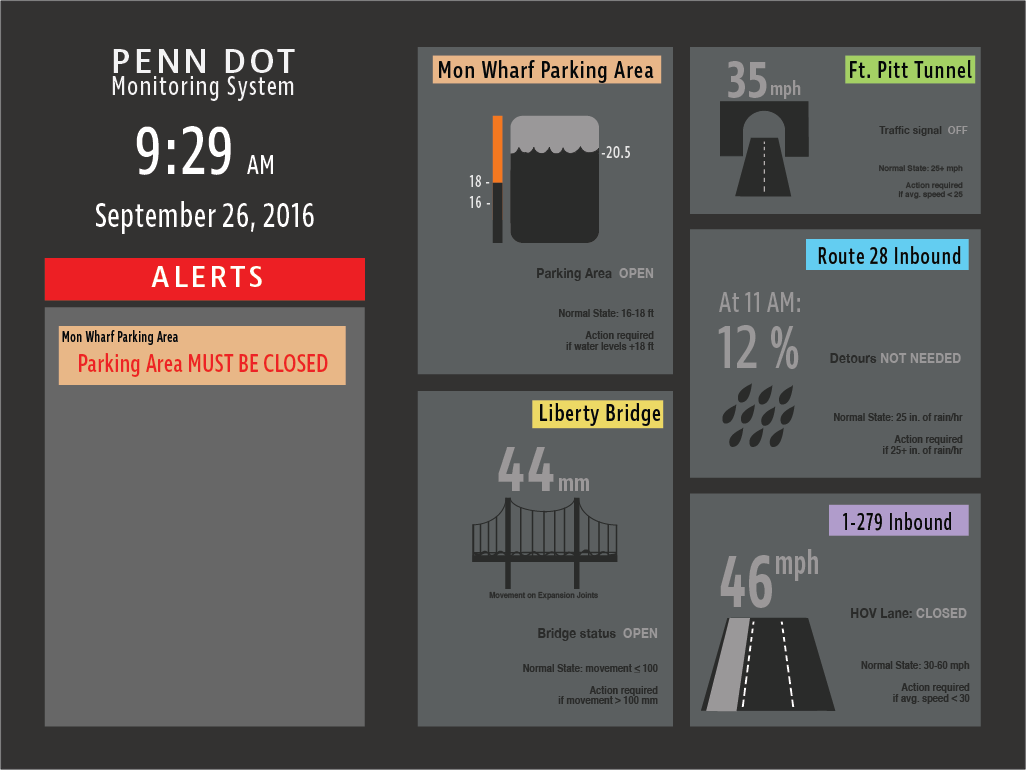 PENN DOT
Monitoring System
9:29 AM
September 26, 2016
ALERTS
Mon Wharf Parking Area
Parking Area MUST BE CLOSED
Mon Wharf Parking Area
-20.5
18 -
16 -
Parking Area OPEN
Normal State: 16-18 ft
Action required
if water levels +18 ft
Liberty Bridge
44 mm
Movement on Expansion Joints
Bridge status OPEN
Normal State: movement ≤ 100
Action required
if movement > 100 mm
Ft. Pitt Tunnel
35 mph
Traffic signal OFF
Normal State: 25+ mph
Action required
if avg. speed < 25
Route 28 Inbound
At 11 AM:
12 %
Detours NOT NEEDED
Normal State: 25 in. of rain/hr
Action required
if 25+ in. of rain/hr
1-279 Inbound
46 mph
HOV Lane: CLOSED
Normal State: 30-60 mph
Action required
if avg. speed < 30